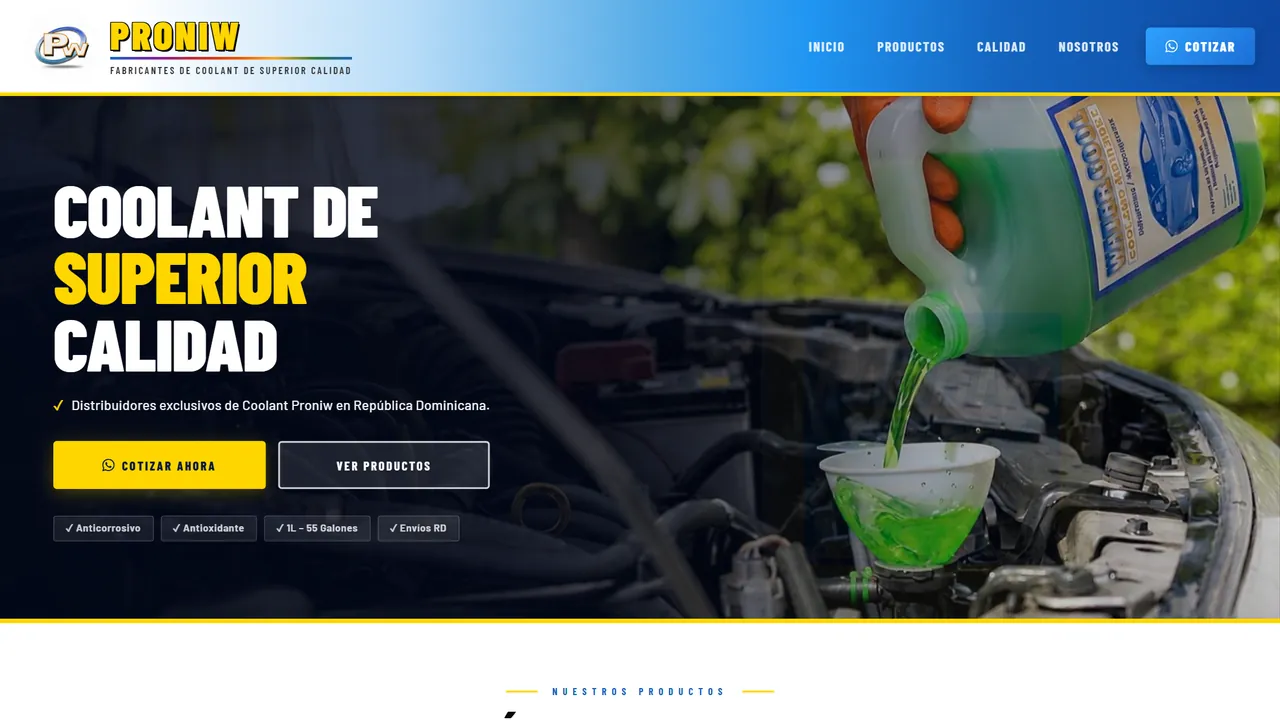 PW
PRONIW
FABRICANTES DE COOLANT DE SUPERIOR CALIDAD
INICIO
PRODUCTOS
CALIDAD
NOSOTROS
COTIZAR
WATER COOL
COOLANT DE
SUPERIOR
CALIDAD
✓ Distribuidores exclusivos de Coolant Proniw en República Dominicana.
COTIZAR AHORA
VER PRODUCTOS
✓ Anticorrosivo
✓ Antioxidante
✓ 1L – 55 Galones
✓ Envíos RD
NUESTROS PRODUCTOS